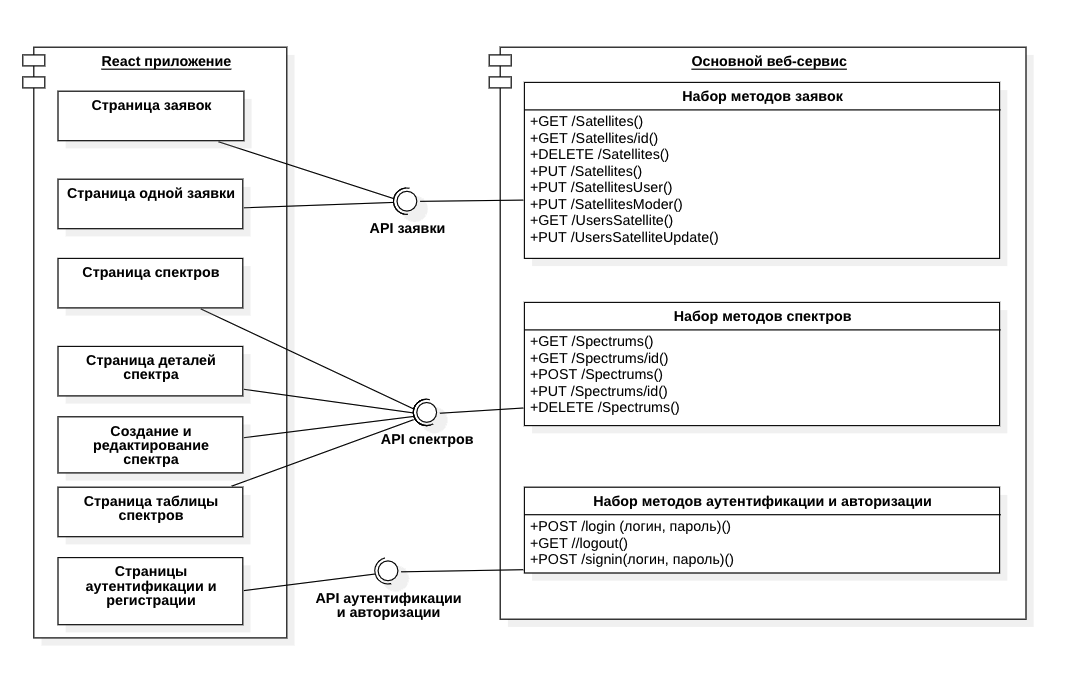 React приложение
Страница заявок
Страница одной заявки
Страница спектров
Страница деталей
спектра
Создание и
редактирование
спектра
Страница таблицы
спектров
Страницы
аутентификации и
регистрации
API заявки
API спектров
API аутентификации
и авторизации
Основной веб-сервис
Набор методов заявок
+GET /Satellites()
+GET /Satellites/id()
+DELETE /Satellites()
+PUT /Satellites()
+PUT /SatellitesUser()
+PUT /SatellitesModer()
+GET /UsersSatellite()
+PUT /UsersSatelliteUpdate()
Набор методов спектров
+GET /Spectrums()
+GET /Spectrums/id()
+POST /Spectrums()
+PUT /Spectrums/id()
+DELETE /Spectrums()
Набор методов аутентификации и авторизации
+POST /login (логин, пароль)()
+GET //logout()
+POST /signin(логин, пароль)()